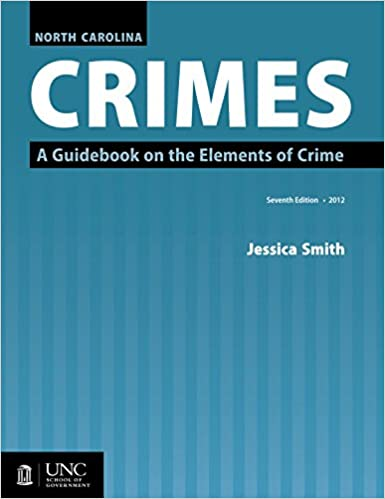 NORTH CAROLINA
CRIMES
A Guidebook on the Elements of Crime
Seventh Edition • 2012
Jessica Smith
UNC
SCHOOL OF
GOVERNMENT